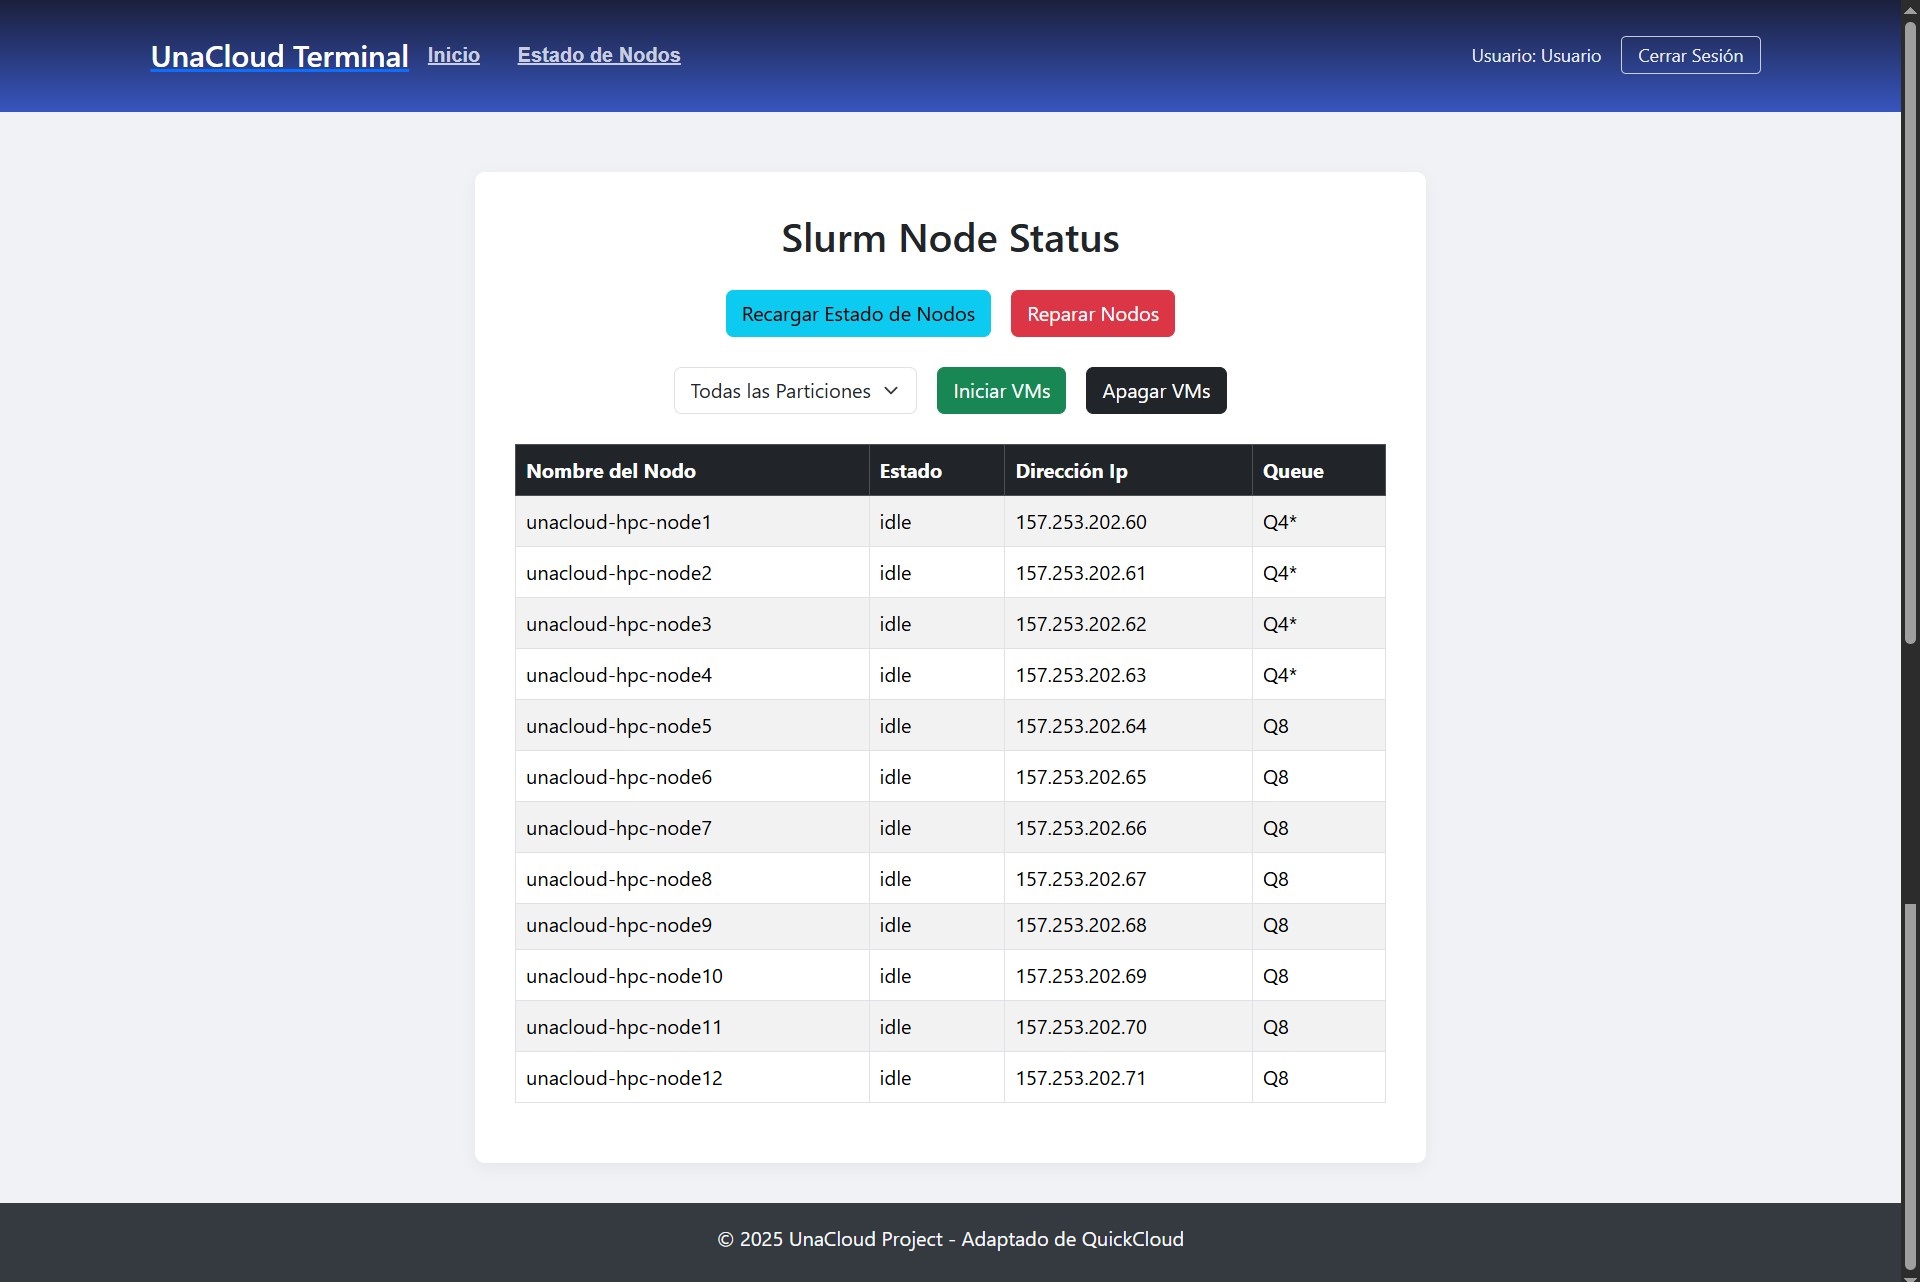 UnaCloud Terminal Inicio Estado de Nodos Usuario: Usuario Cerrar Sesión
Slurm Node Status
Recargar Estado de Nodos Reparar Nodos
Todas las Particiones Iniciar VMs Apagar VMs
Nombre del Nodo Estado Dirección Ip Queue
unacloud-hpc-node1 idle 157.253.202.60 Q4*
unacloud-hpc-node2 idle 157.253.202.61 Q4*
unacloud-hpc-node3 idle 157.253.202.62 Q4*
unacloud-hpc-node4 idle 157.253.202.63 Q4*
unacloud-hpc-node5 idle 157.253.202.64 Q8
unacloud-hpc-node6 idle 157.253.202.65 Q8
unacloud-hpc-node7 idle 157.253.202.66 Q8
unacloud-hpc-node8 idle 157.253.202.67 Q8
unacloud-hpc-node9 idle 157.253.202.68 Q8
unacloud-hpc-node10 idle 157.253.202.69 Q8
unacloud-hpc-node11 idle 157.253.202.70 Q8
unacloud-hpc-node12 idle 157.253.202.71 Q8
© 2025 UnaCloud Project - Adaptado de QuickCloud